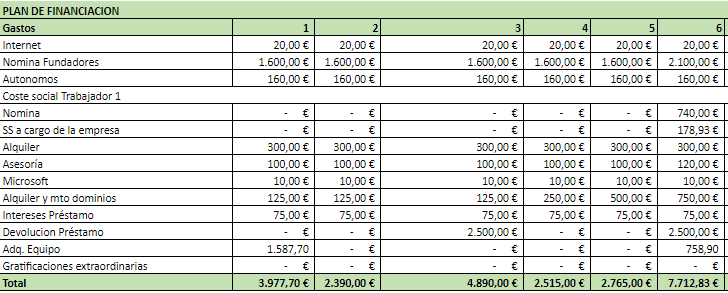 PLAN DE FINANCIACION
Gastos 1 2 3 4 5 6
Internet 20,00 € 20,00 € 20,00 € 20,00 € 20,00 € 20,00 €
Nomina Fundadores 1.600,00 € 1.600,00 € 1.600,00 € 1.600,00 € 1.600,00 € 2.100,00 €
Autonomos 160,00 € 160,00 € 160,00 € 160,00 € 160,00 € 160,00 €
Coste social Trabajador 1
Nomina - € - € - € - € - € 740,00 €
SS a cargo de la empresa - € - € - € - € - € 178,93 €
Alquiler 300,00 € 300,00 € 300,00 € 300,00 € 300,00 € 300,00 €
Asesoría 100,00 € 100,00 € 100,00 € 100,00 € 100,00 € 120,00 €
Microsoft 10,00 € 10,00 € 10,00 € 10,00 € 10,00 € 10,00 €
Alquiler y mto dominios 125,00 € 125,00 € 125,00 € 250,00 € 500,00 € 750,00 €
Intereses Préstamo 75,00 € 75,00 € 75,00 € 75,00 € 75,00 € 75,00 €
Devolucion Préstamo - € - € 2.500,00 € - € - € 2.500,00 €
Adq. Equipo 1.587,70 - € - € - € - € 758,90
Gratificaciones extraordinarias - € - € - € - € - € - €
Total 3.977,70 € 2.390,00 € 4.890,00 € 2.515,00 € 2.765,00 € 7.712,83 €